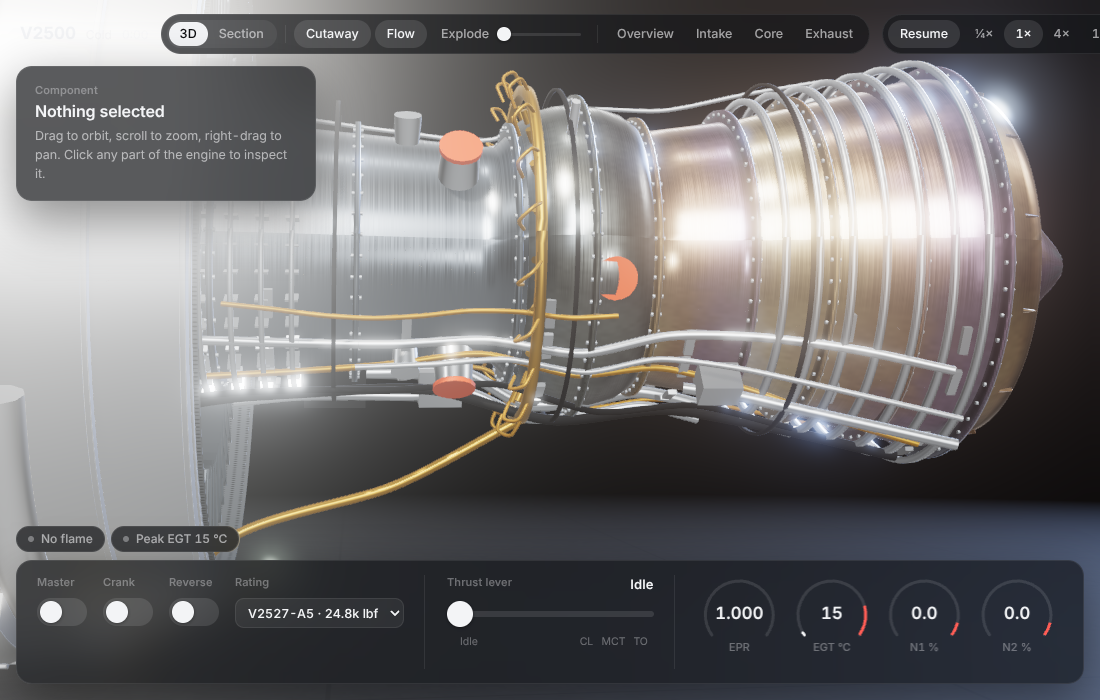 V2500
3D Section Cutaway Flow Explode Overview Intake Core Exhaust Resume ¼× 1× 4×
Component
Nothing selected
Drag to orbit, scroll to zoom, right-drag to
pan. Click any part of the engine to inspect
it.
No flame Peak EGT 15 °C
Master Crank Reverse Rating
V2527-A5 · 24.8k lbf
Thrust lever Idle
Idle CL MCT TO
1.000 15 0.0 0.0
EPR EGT °C N1 % N2 %